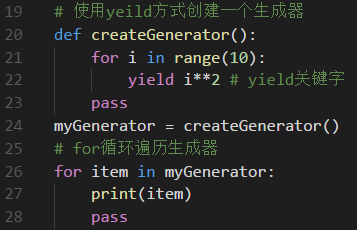 19 # 使用yeild方式创建一个生成器
20 def createGenerator():
21 for i in range(10):
22 yield i**2 # yield关键字
23 pass
24 myGenerator = createGenerator()
25 # for循环遍历生成器
26 for item in myGenerator:
27 print(item)
28 pass